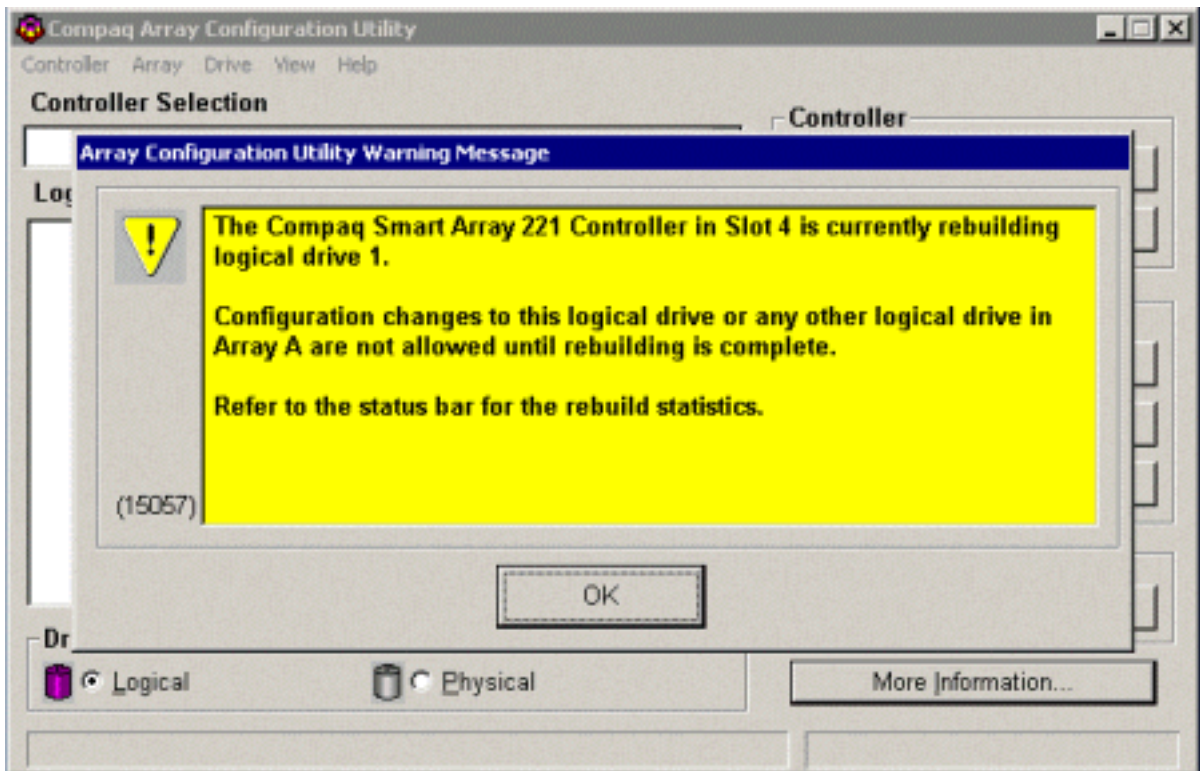 Compaq Array Configuration Utility
Controller Array Drive View Help
Controller Selection
Controller
Array Configuration Utility Warning Message
The Compaq Smart Array 221 Controller in Slot 4 is currently rebuilding
logical drive 1.
Configuration changes to this logical drive or any other logical drive in
Array A are not allowed until rebuilding is complete.
Refer to the status bar for the rebuild statistics.
(15057)
OK
Logical
Physical
More Information...